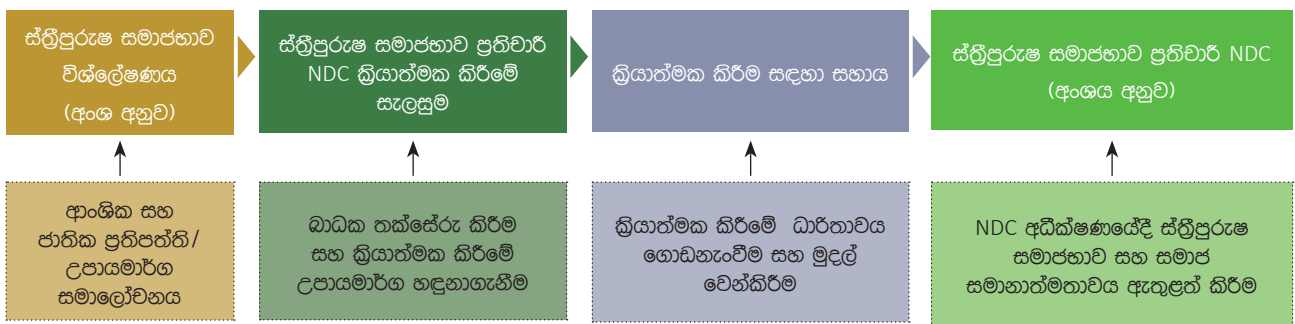 ස්ත්‍රීපුරුෂ සමාජභාව
විශ්ලේෂණය
(අංශ අනුව)
ස්ත්‍රීපුරුෂ සමාජභාව ප්‍රතිචාරී
NDC ක්‍රියාත්මක කිරීමේ
සැලසුම
ක්‍රියාත්මක කිරීම සඳහා සහාය
ස්ත්‍රීපුරුෂ සමාජභාව ප්‍රතිචාරී NDC
(අංශය අනුව)
ආංශික සහ
ජාතික ප්‍රතිපත්ති/
උපායමාර්ග
සමාලෝචනය
බාධක තක්සේරු කිරීම
සහ ක්‍රියාත්මක කිරීමේ
උපායමාර්ග හඳුනාගැනීම
ක්‍රියාත්මක කිරීමේ ධාරිතාවය
ගොඩනැංවීම සහ මුදල්
වෙන්කිරීම
NDC අධීක්ෂණයේදී ස්ත්‍රීපුරුෂ
සමාජභාව සහ සමාජ
සමානාත්මතාවය ඇතුළත් කිරීම